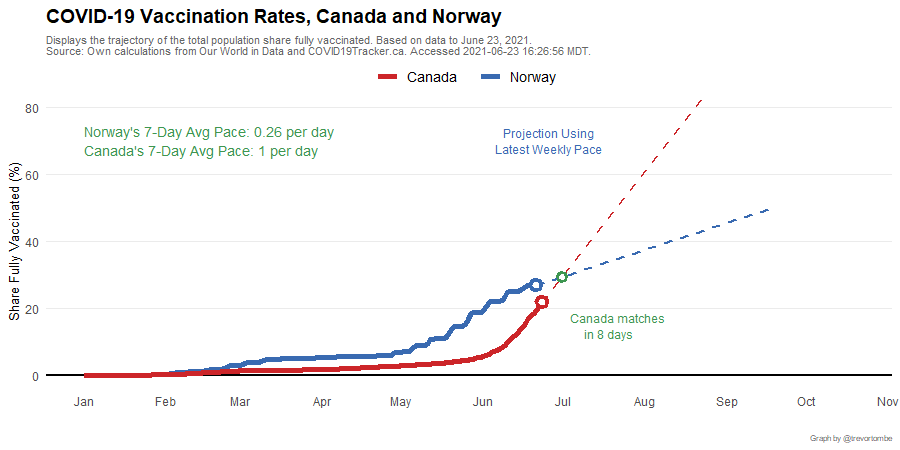 COVID-19 Vaccination Rates, Canada and Norway
Displays the trajectory of the total population share fully vaccinated. Based on data to June 23, 2021.
Source: Own calculations from Our World in Data and COVID19Tracker.ca. Accessed 2021-06-23 16:26:56 MDT.
Canada
Norway
Norway's 7-Day Avg Pace: 0.26 per day
Canada's 7-Day Avg Pace: 1 per day
Projection Using
Latest Weekly Pace
Canada matches
in 8 days
Share Fully Vaccinated (%)
80
60
40
20
0
Jan
Feb
Mar
Apr
May
Jun
Jul
Aug
Sep
Oct
Nov
Graph by @trevortombe